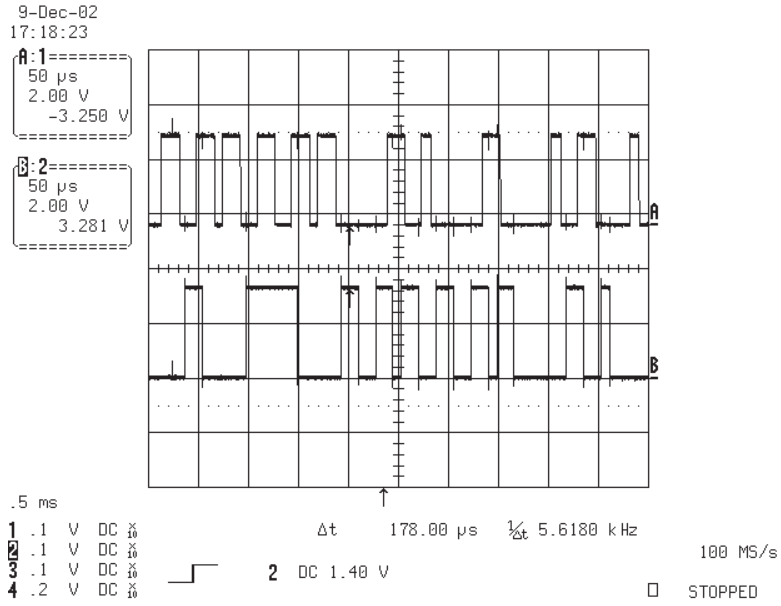 9-Dec-02
17:18:23
A:1
50 µs
2.00 V
-3.250 V
B:2
50 µs
2.00 V
3.281 V
A
B
.5 ms
1 .1 V DC X10
2 .1 V DC X10
3 .1 V DC X10
4 .2 V DC X10
Δt 178.00 µs 1/Δt 5.6180 kHz
2 DC 1.40 V
100 MS/s
STOPPED